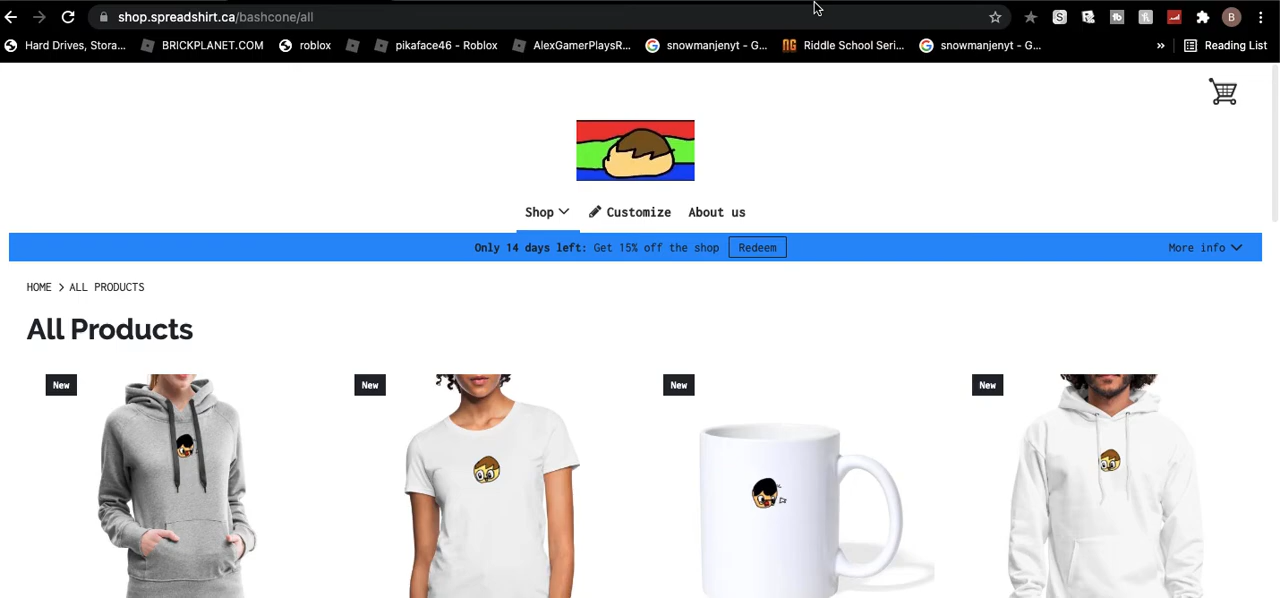 shop.spreadshirt.ca/bashcone/all
Hard Drives, Stora... BRICKPLANET.COM roblox pikaface46 - Roblox AlexGamerPlaysR... snowmanjenyt - G... Riddle School Seri... snowmanjenyt - G... » Reading List
Shop Customize About us
Only 14 days left: Get 15% off the shop Redeem More info
HOME > ALL PRODUCTS
All Products
New New New New